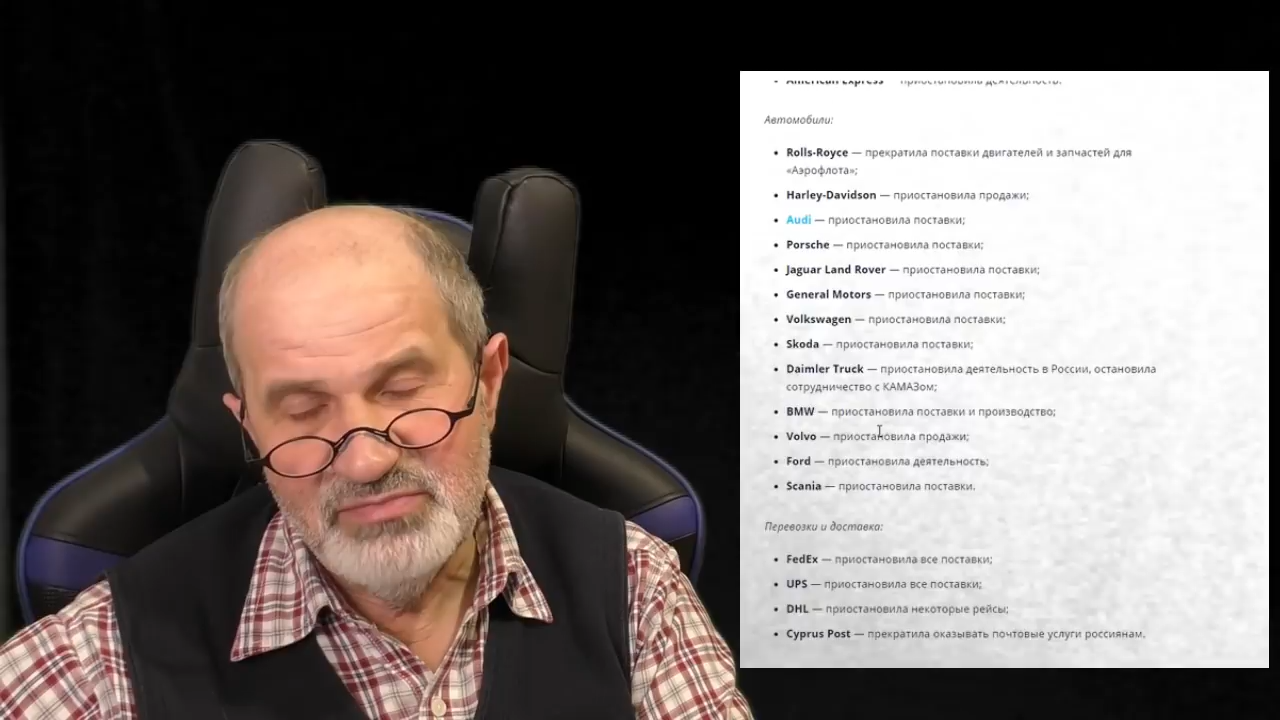 American Express — приостановила деятельность.
Автомобили:
• Rolls-Royce — прекратила поставки двигателей и запчастей для
«Аэрофлота»;
• Harley-Davidson — приостановила продажи;
• Audi — приостановила поставки;
• Porsche — приостановила поставки;
• Jaguar Land Rover — приостановила поставки;
• General Motors — приостановила поставки;
• Volkswagen — приостановила поставки;
• Skoda — приостановила поставки;
• Daimler Truck — приостановила деятельность в России, остановила
сотрудничество с КАМАЗом;
• BMW — приостановила поставки и производство;
• Volvo — приостановила продажи;
• Ford — приостановила деятельность;
• Scania — приостановила поставки.
Перевозки и доставка:
• FedEx — приостановила все поставки;
• UPS — приостановила все поставки;
• DHL — приостановила некоторые рейсы;
• Cyprus Post — прекратила оказывать почтовые услуги россиянам.